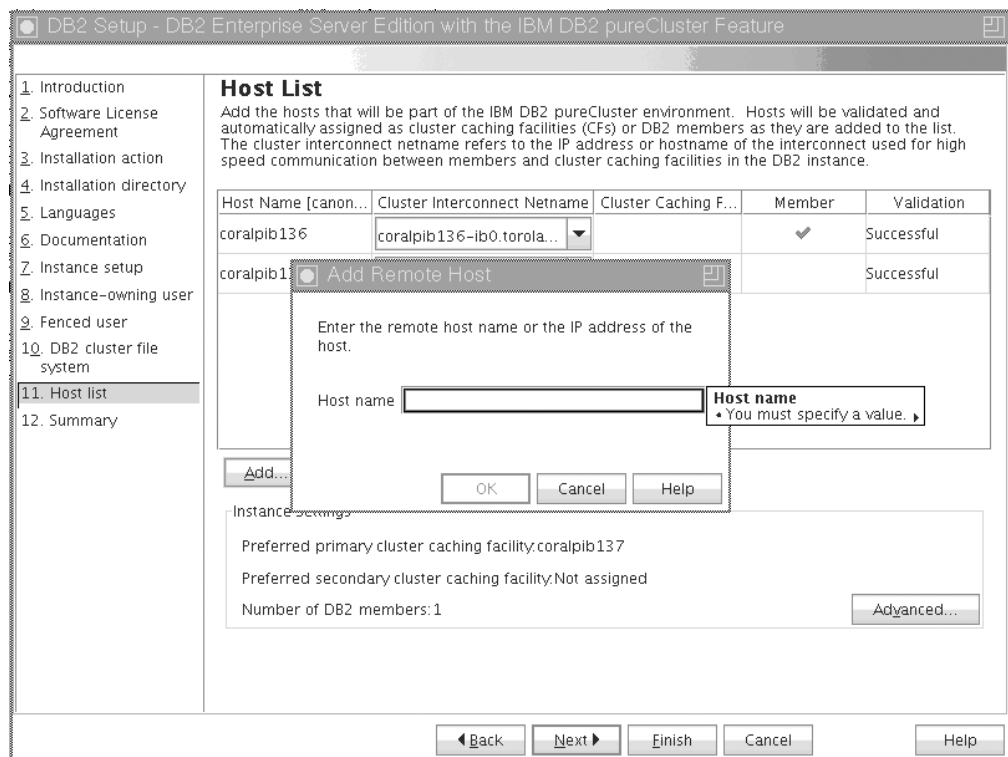 DB2 Setup - DB2 Enterprise Server Edition with the IBM DB2 pureCluster Feature
1. Introduction
2. Software License
Agreement
3. Installation action
4. Installation directory
5. Languages
6. Documentation
7. Instance setup
8. Instance-owning user
9. Fenced user
10. DB2 cluster file
system
11. Host list
12. Summary
Host List
Add the hosts that will be part of the IBM DB2 pureCluster environment. Hosts will be validated and
automatically assigned as cluster caching facilities (CFs) or DB2 members as they are added to the list.
The cluster interconnect netname refers to the IP address or hostname of the interconnect used for high
speed communication between members and cluster caching facilities in the DB2 instance.
Host Name [canon... Cluster Interconnect Netname Cluster Caching F... Member Validation
coralpib136 coralpib136-ib0.torola... Successful
coralpib1 Successful
Add Remote Host
Enter the remote host name or the IP address of the
host.
Host name
Host name
• You must specify a value.
OK Cancel Help
Add...
Instance Settings
Preferred primary cluster caching facility:coralpib137
Preferred secondary cluster caching facility:Not assigned
Number of DB2 members:1
Advanced...
Back Next Finish Cancel Help